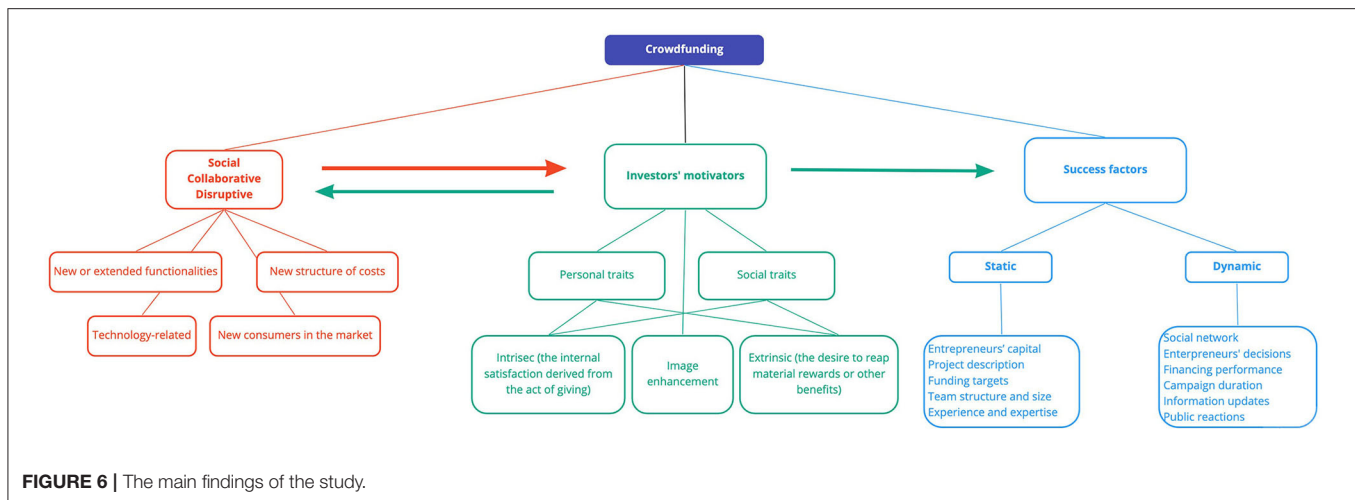 Crowdfunding
Social
Collaborative
Disruptive
Investors' motivators
Success factors
New or extended functionalities
New structure of costs
Technology-related
New consumers in the market
Personal traits
Social traits
Intrisec (the internal
satisfaction derived from
the act of giving)
Image
enhancement
Extrinsic (the desire to reap
material rewards or other
benefits)
Static
Dynamic
Entrepreneurs' capital
Project description
Funding targets
Team structure and size
Experience and expertise
Social network
Enterpreneurs' decisions
Financing performance
Campaign duration
Information updates
Public reactions
FIGURE 6 | The main findings of the study.